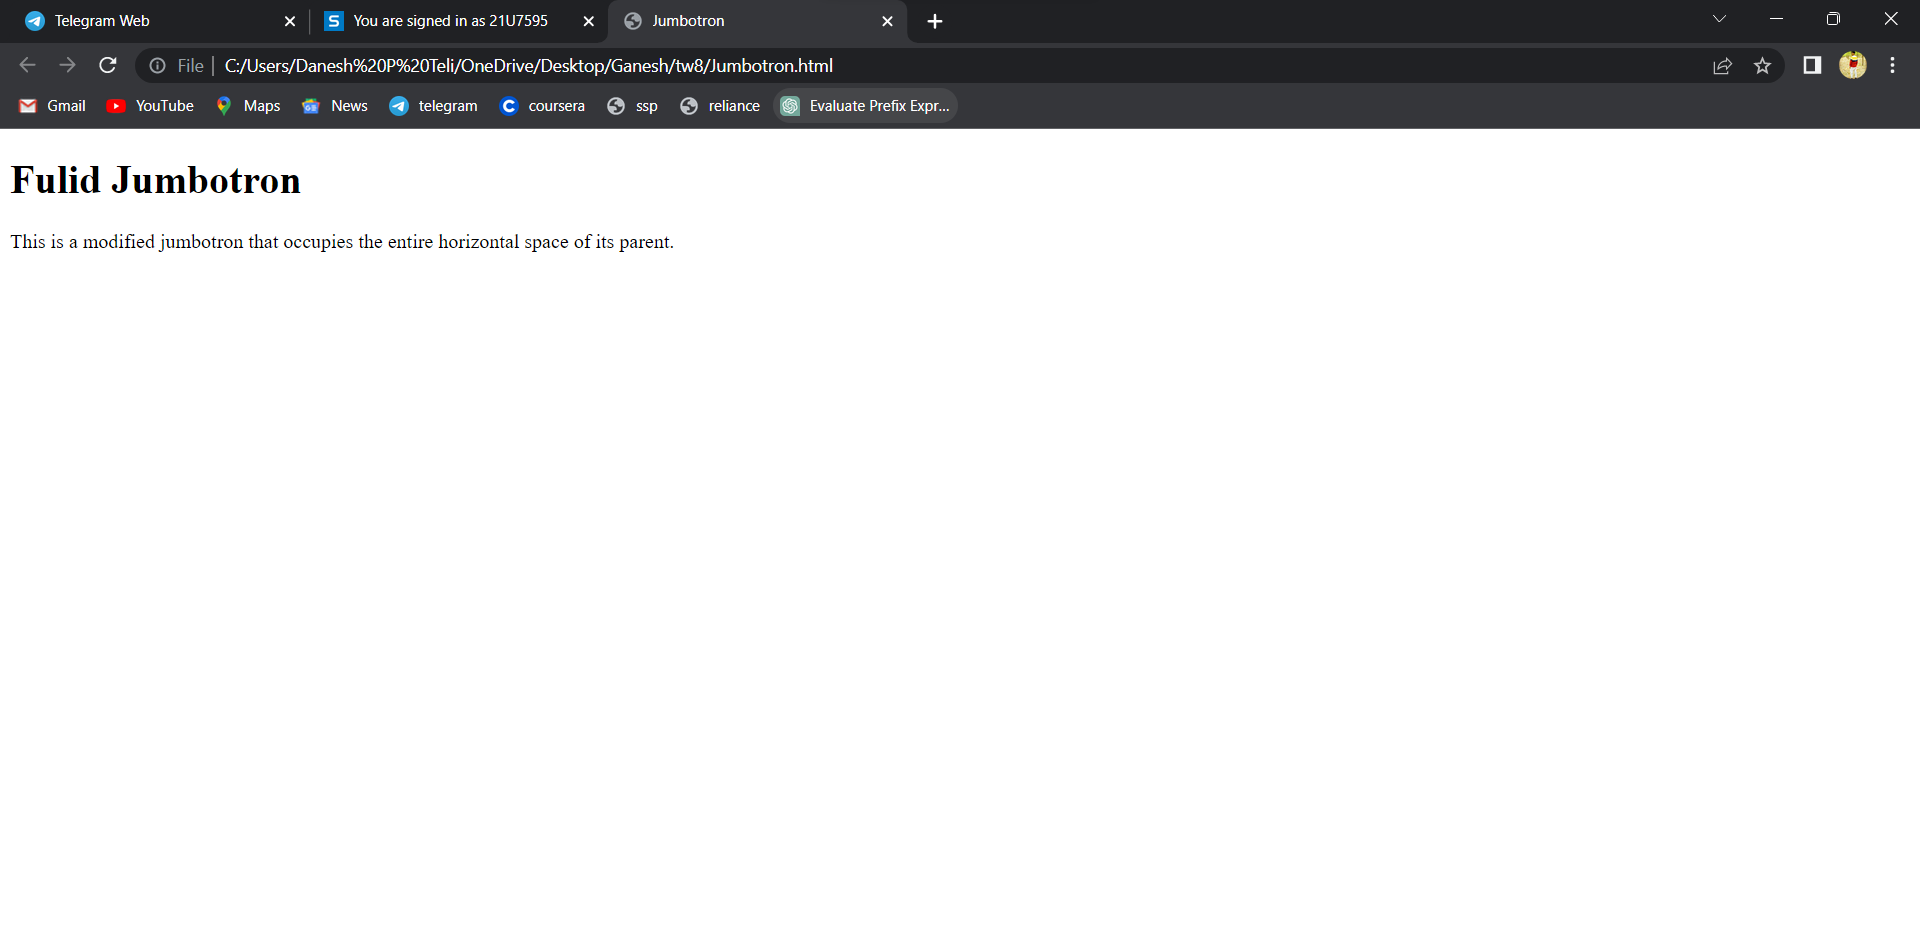 Telegram Web
You are signed in as 21U7595
Jumbotron
File | C:/Users/Danesh%20P%20Teli/OneDrive/Desktop/Ganesh/tw8/Jumbotron.html
Gmail YouTube Maps News telegram coursera ssp reliance Evaluate Prefix Expr...
Fulid Jumbotron
This is a modified jumbotron that occupies the entire horizontal space of its parent.